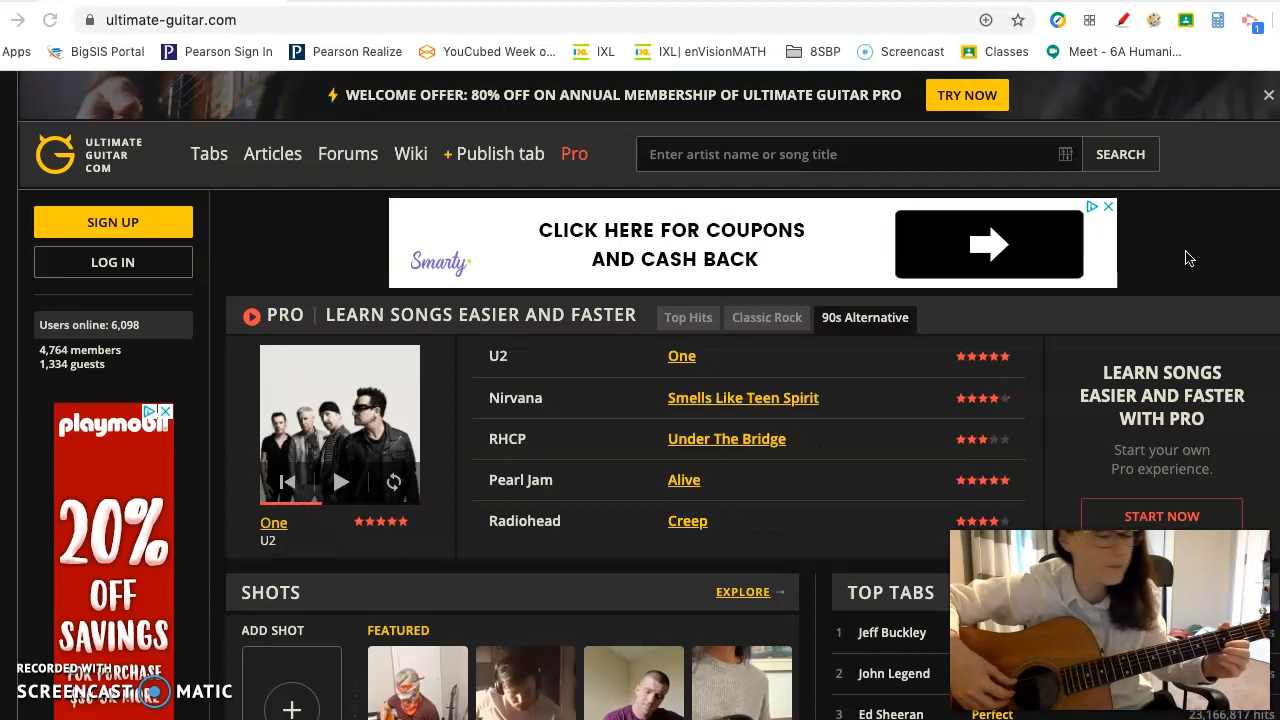 ultimate-guitar.com
1
Apps
BigSIS Portal
Pearson Sign In
Pearson Realize
YouCubed Week o...
IXL
IXL| enVisionMATH
8SBP
Screencast
Classes
Meet - 6A Humani...
WELCOME OFFER: 80% OFF ON ANNUAL MEMBERSHIP OF ULTIMATE GUITAR PRO
TRY NOW
ULTIMATE
GUITAR
COM
Tabs
Articles
Forums
Wiki
+ Publish tab
Pro
Enter artist name or song title
SEARCH
SIGN UP
LOG IN
Users online: 6,098
4,764 members
1,334 guests
Smarty
CLICK HERE FOR COUPONS
AND CASH BACK
PRO | LEARN SONGS EASIER AND FASTER
Top Hits
Classic Rock
90s Alternative
U2 One
Nirvana Smells Like Teen Spirit
RHCP Under The Bridge
Pearl Jam Alive
Radiohead Creep
One
U2
LEARN SONGS
EASIER AND FASTER
WITH PRO
Start your own
Pro experience.
START NOW
playmobil
20%
OFF
SAVINGS
FOR PURCHASE
RECORDED WITH
SCREENCAST MATIC
SHOTS
EXPLORE →
ADD SHOT
FEATURED
TOP TABS
1 Jeff Buckley
2 John Legend
3 Ed Sheeran Perfect 23,166,817 hits